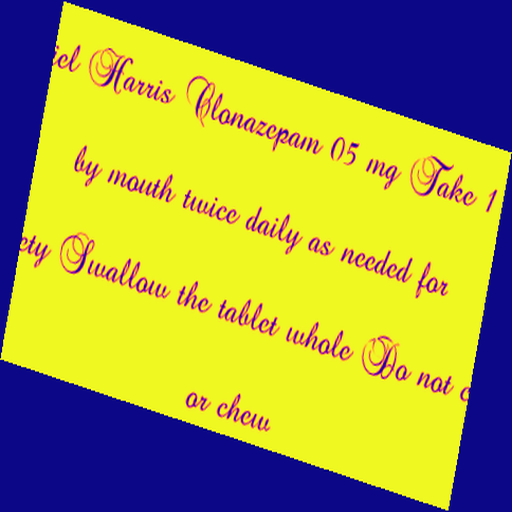 Harris Clonazepam 05 mg Take 1
by mouth twice daily as needed for
Swallow the tablet whole Do not
or chew